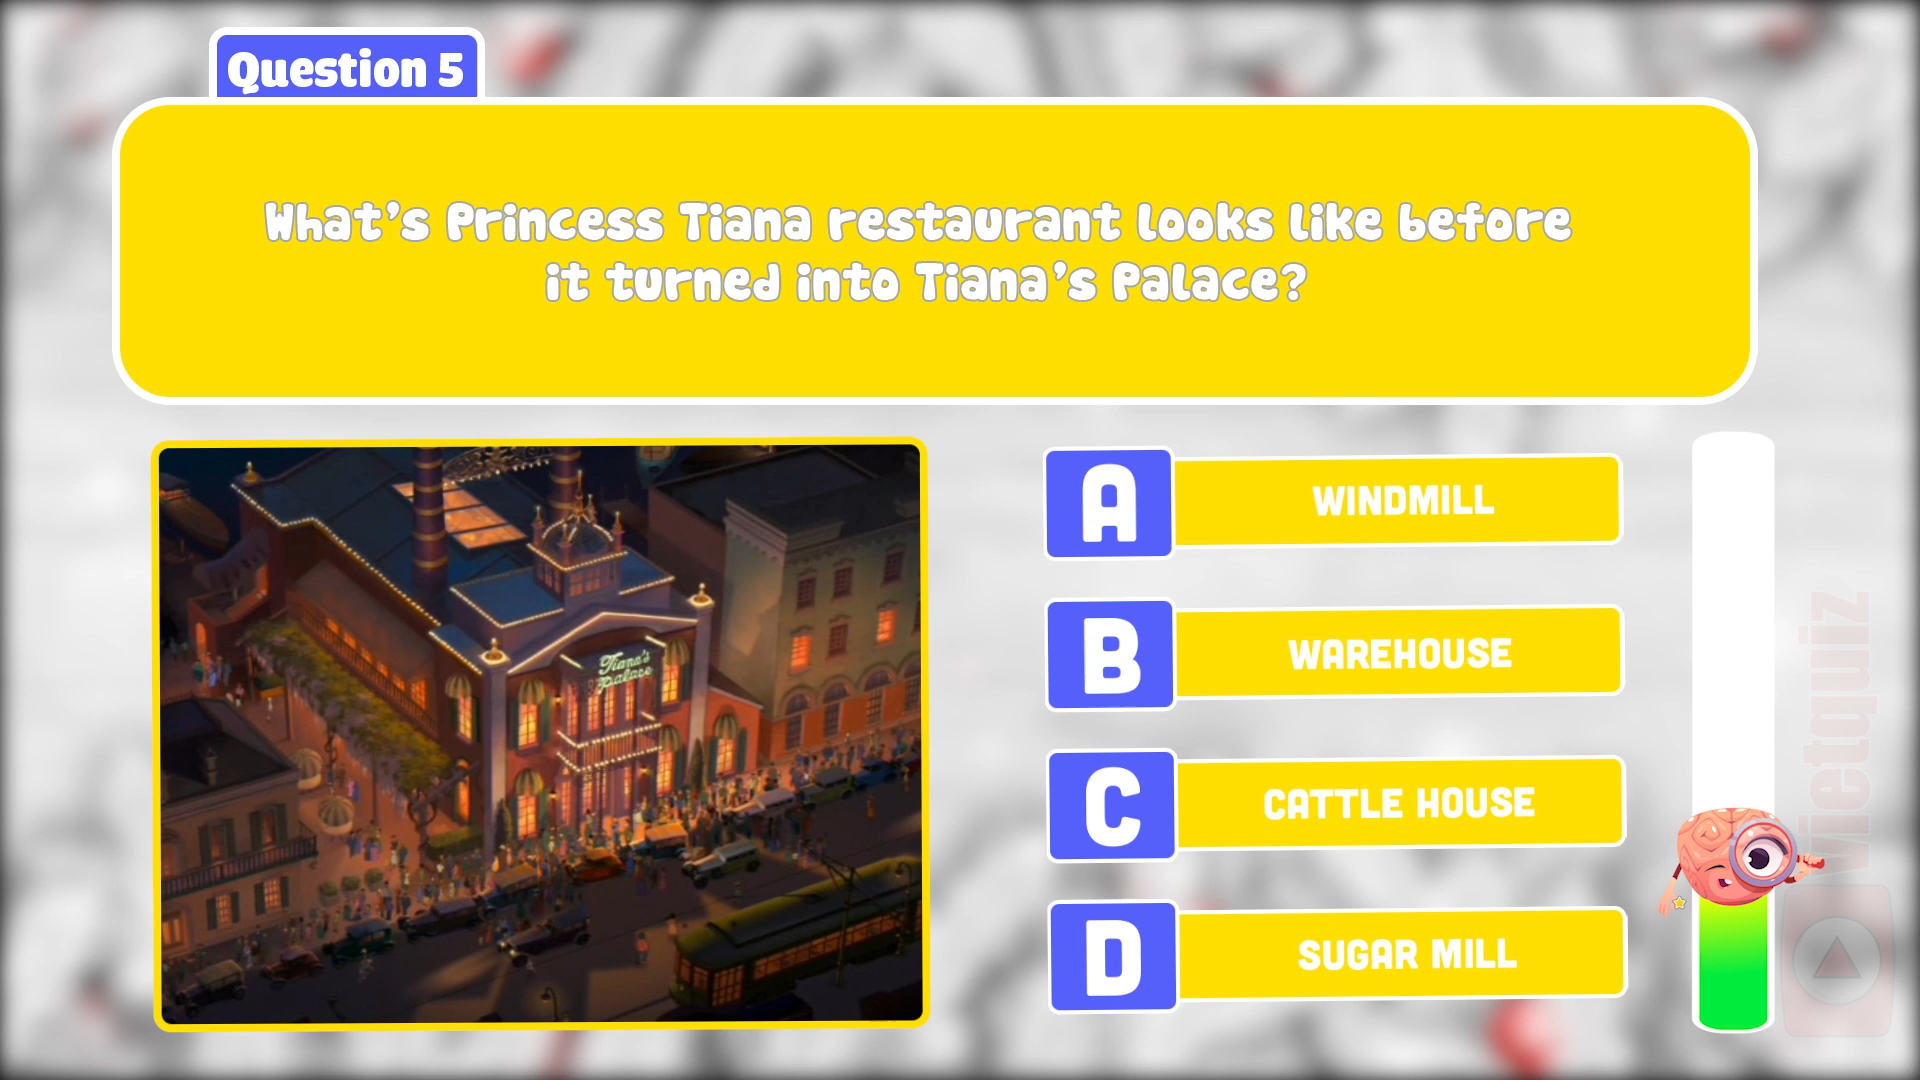 Question 5
What's Princess Tiana restaurant looks like before
it turned into Tiana's Palace?
Tiana's
Palace
A
WINDMILL
B
WAREHOUSE
C
CATTLE HOUSE
D
SUGAR MILL
Vietquiz